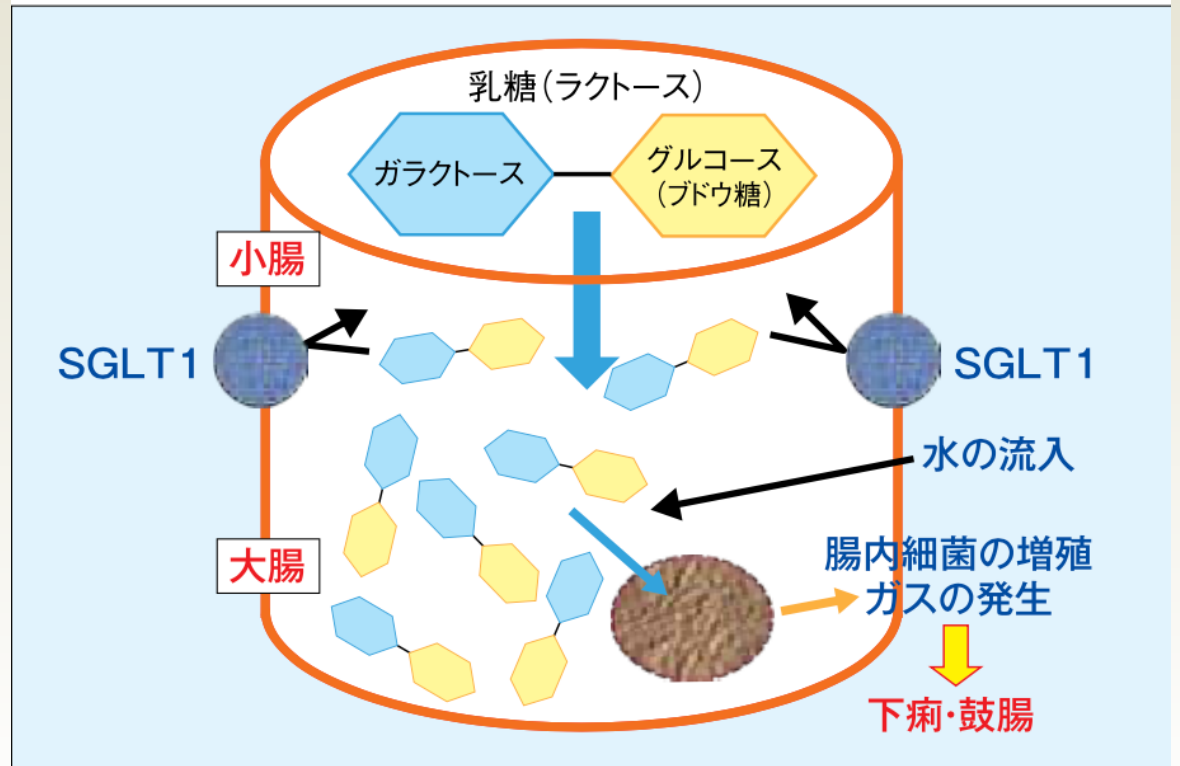 乳糖(ラクトース)
ガラクトース
グルコース
(ブドウ糖)
小腸
SGLT1
SGLT1
水の流入
大腸
腸内細菌の増殖
ガスの発生
下痢・鼓腸